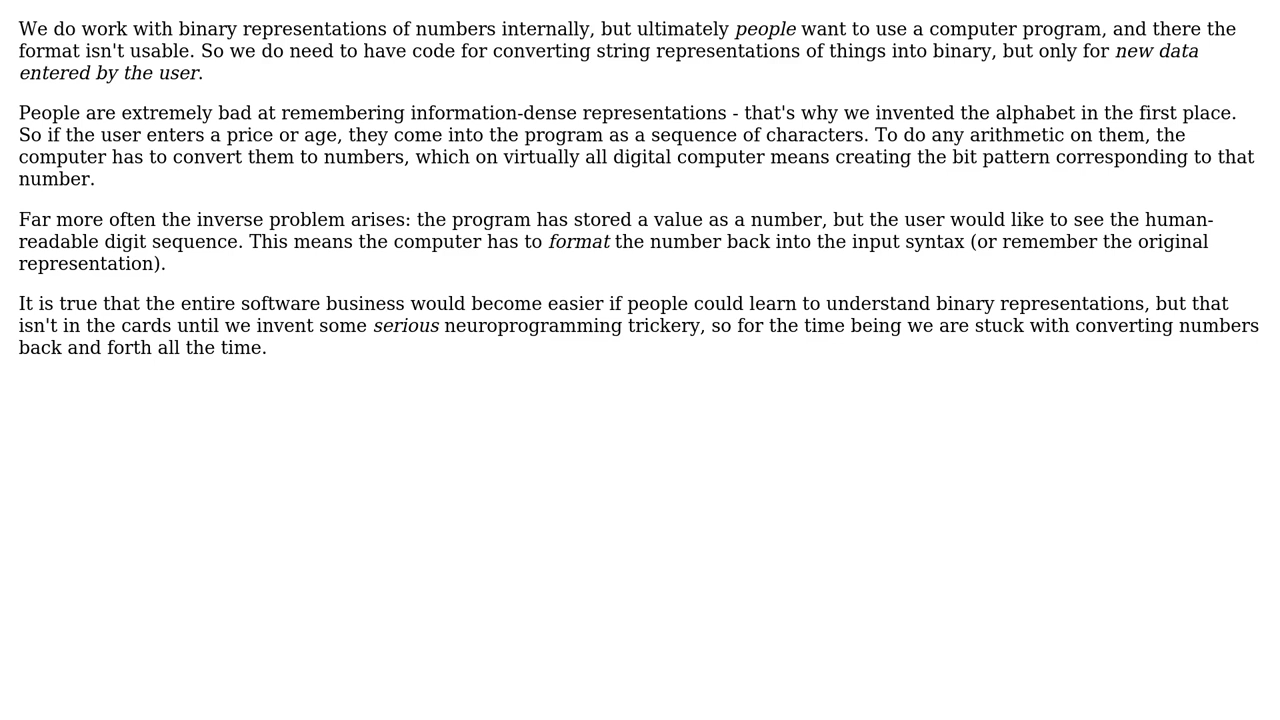 We do work with binary representations of numbers internally, but ultimately people want to use a computer program, and there the
format isn't usable. So we do need to have code for converting string representations of things into binary, but only for new data
entered by the user.
People are extremely bad at remembering information-dense representations - that's why we invented the alphabet in the first place.
So if the user enters a price or age, they come into the program as a sequence of characters. To do any arithmetic on them, the
computer has to convert them to numbers, which on virtually all digital computer means creating the bit pattern corresponding to that
number.
Far more often the inverse problem arises: the program has stored a value as a number, but the user would like to see the human-
readable digit sequence. This means the computer has to format the number back into the input syntax (or remember the original
representation).
It is true that the entire software business would become easier if people could learn to understand binary representations, but that
isn't in the cards until we invent some serious neuroprogramming trickery, so for the time being we are stuck with converting numbers
back and forth all the time.